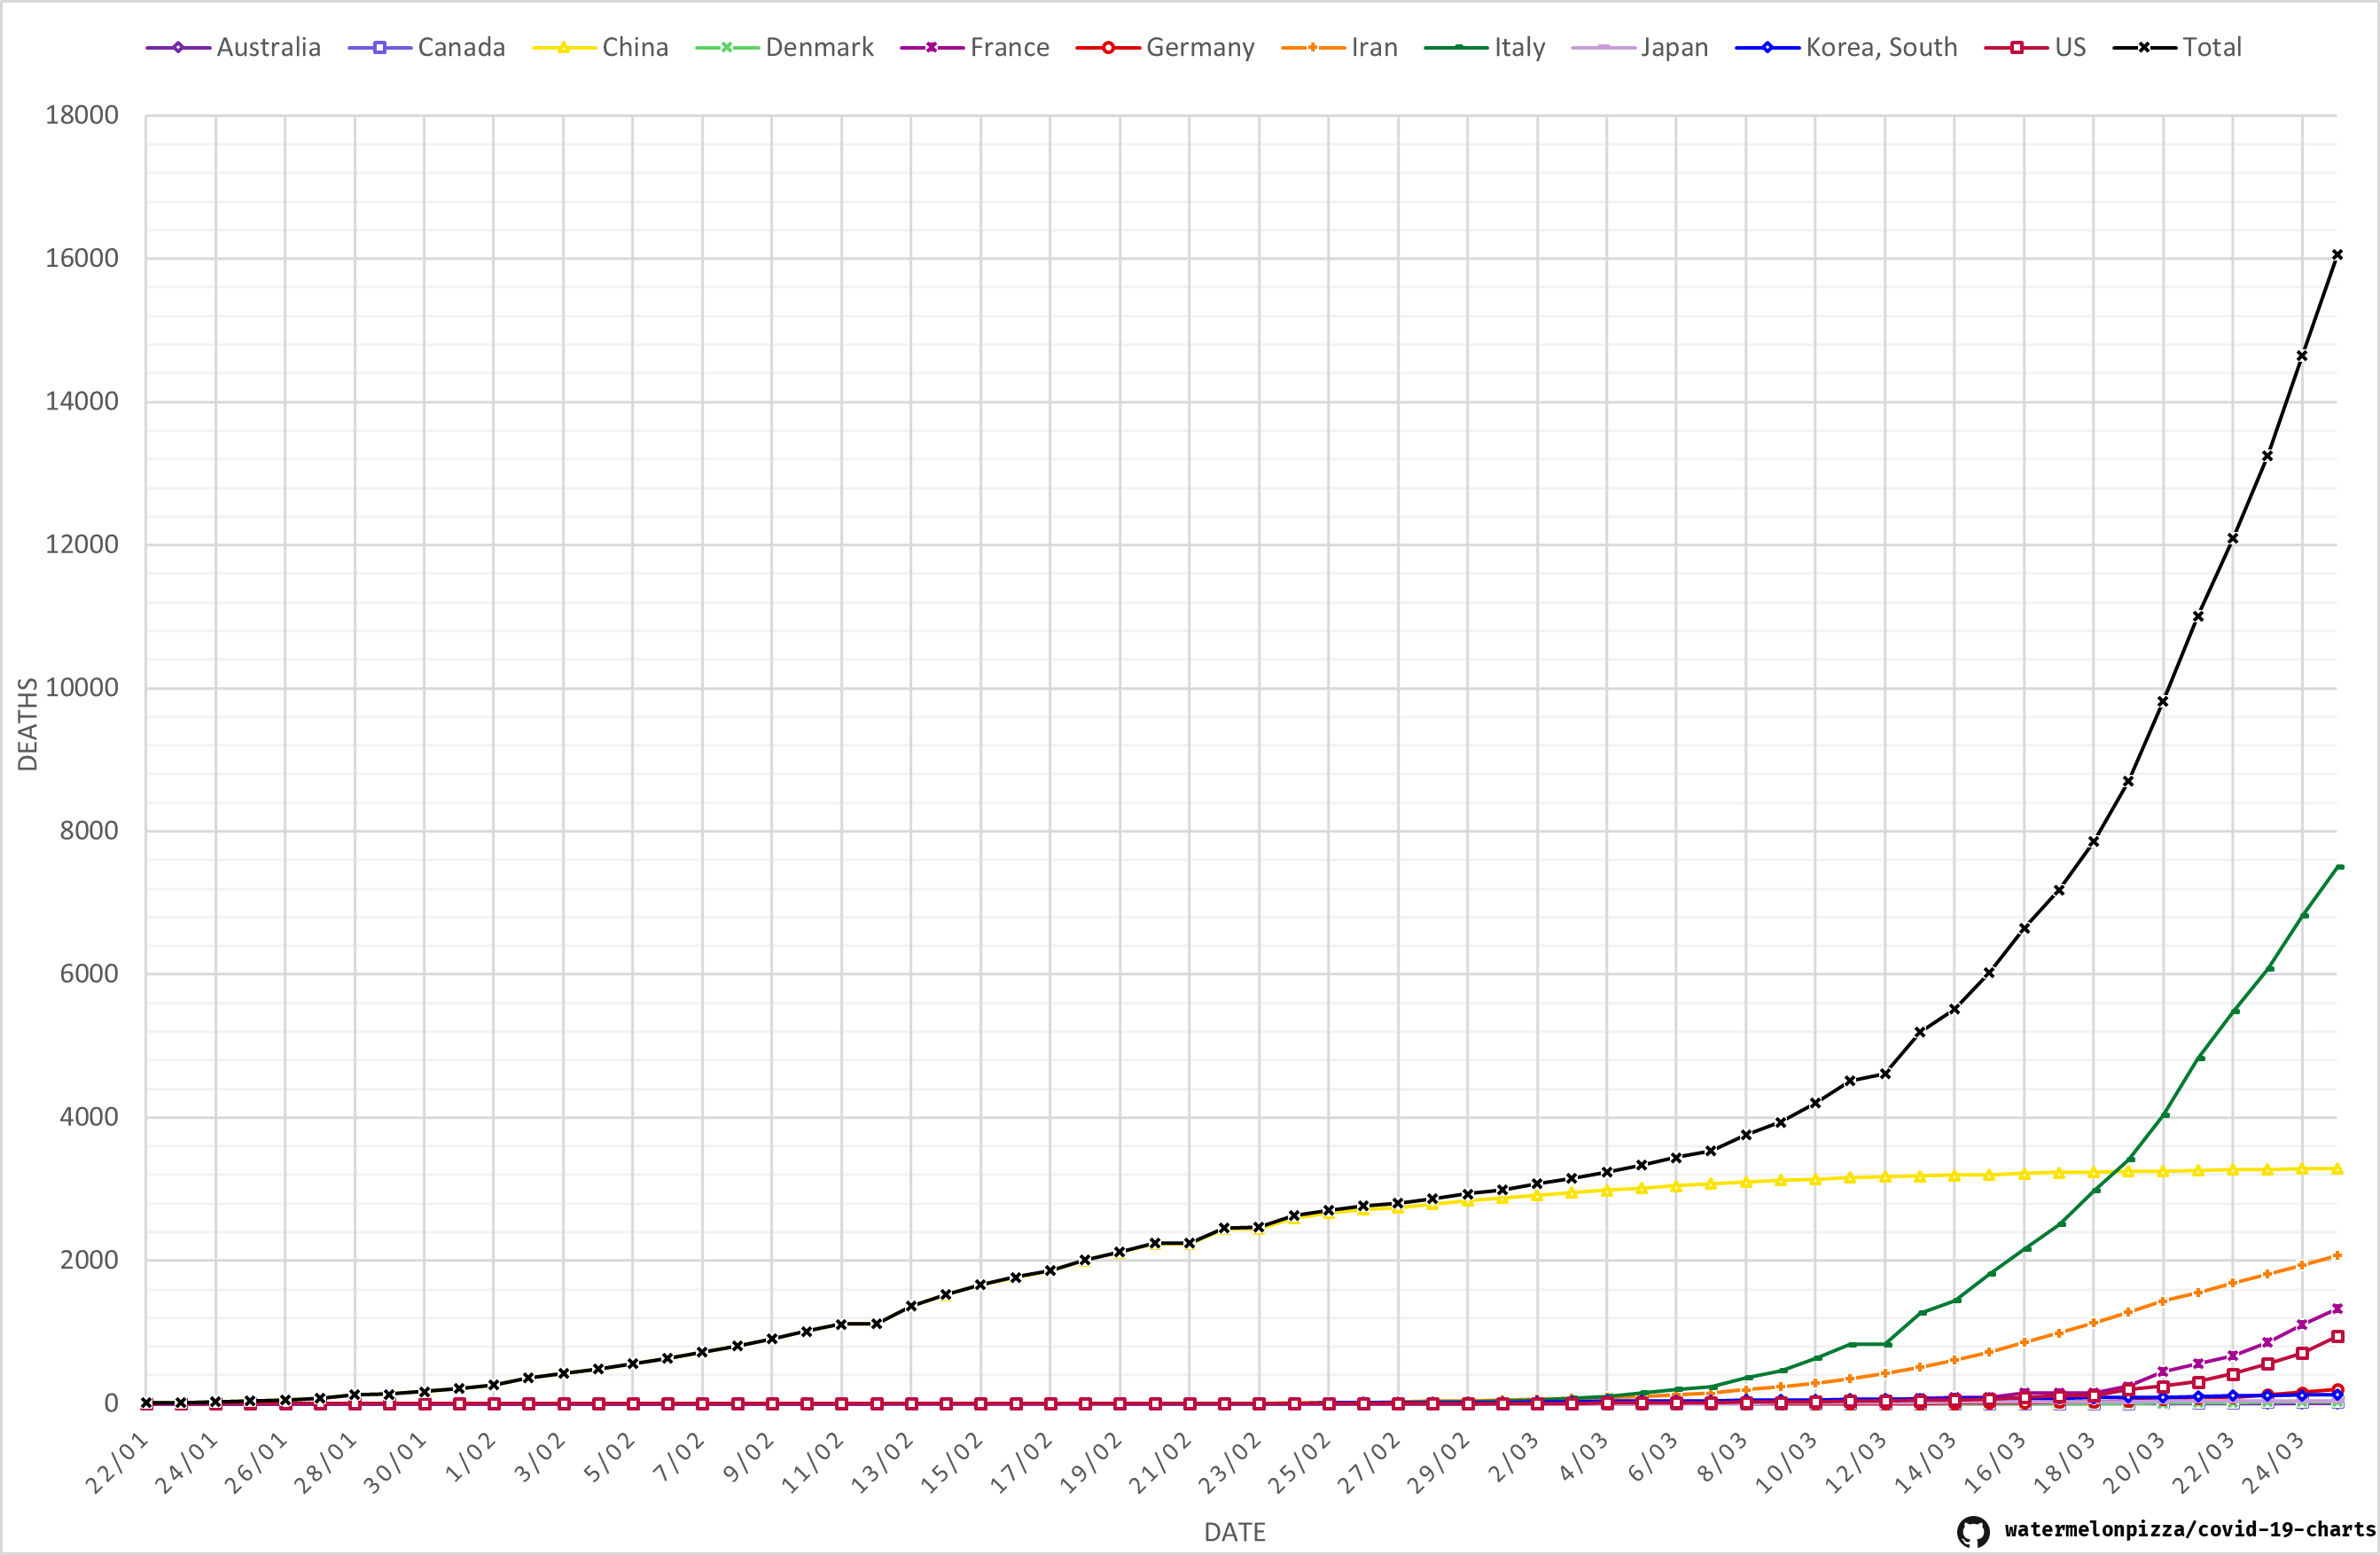 Australia Canada China Denmark France Germany Iran Italy Japan Korea, South US Total
18000
16000
14000
12000
10000
8000
6000
4000
2000
0
DEATHS
22/01 24/01 26/01 28/01 30/01 1/02 3/02 5/02 7/02 9/02 11/02 13/02 15/02 17/02 19/02 21/02 23/02 25/02 27/02 29/02 2/03 4/03 6/03 8/03 10/03 12/03 14/03 16/03 18/03 20/03 22/03 24/03
DATE
watermelonpizza/covid-19-charts